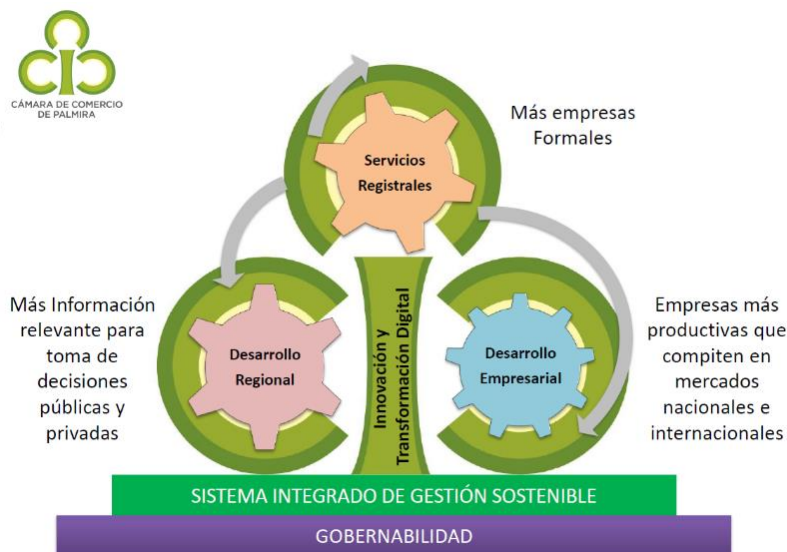 CÁMARA DE COMERCIO
DE PALMIRA
Más empresas
Formales
Servicios
Registrales
Más Información
relevante para
toma de
decisiones
públicas y
privadas
Desarrollo
Regional
Innovación y
Transformación Digital
Desarrollo
Empresarial
Empresas más
productivas que
compiten en
mercados
nacionales e
internacionales
SISTEMA INTEGRADO DE GESTIÓN SOSTENIBLE
GOBERNABILIDAD